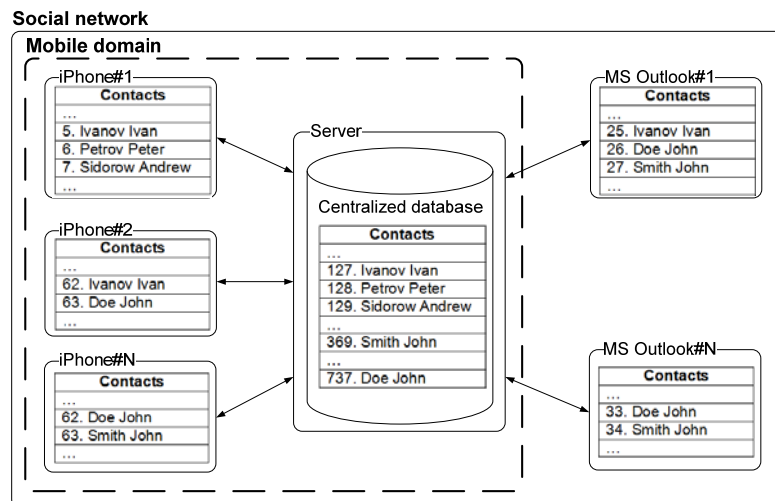 Social network
Mobile domain
iPhone#1
Contacts
...
5. Ivanov Ivan
6. Petrov Peter
7. Sidorow Andrew
...
iPhone#2
Contacts
...
62. Ivanov Ivan
63. Doe John
...
iPhone#N
Contacts
...
62. Doe John
63. Smith John
...
Server
Centralized database
Contacts
...
127. Ivanov Ivan
128. Petrov Peter
129. Sidorow Andrew
...
369. Smith John
...
737. Doe John
MS Outlook#1
Contacts
...
25. Ivanov Ivan
26. Doe John
27. Smith John
...
MS Outlook#N
Contacts
...
33. Doe John
34. Smith John
...